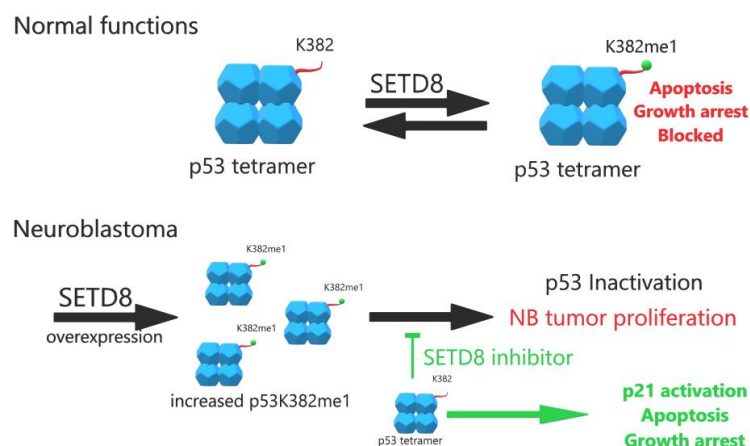 Normal functions
K382
K382me1
SETD8
Apoptosis
Growth arrest
Blocked
p53 tetramer
p53 tetramer
Neuroblastoma
K382me1
K382me1
SETD8
overexpression
K382me1
p53 Inactivation
NB tumor proliferation
SETD8 inhibitor
K382
increased p53K382me1
p21 activation
Apoptosis
Growth arrest
p53 tetramer